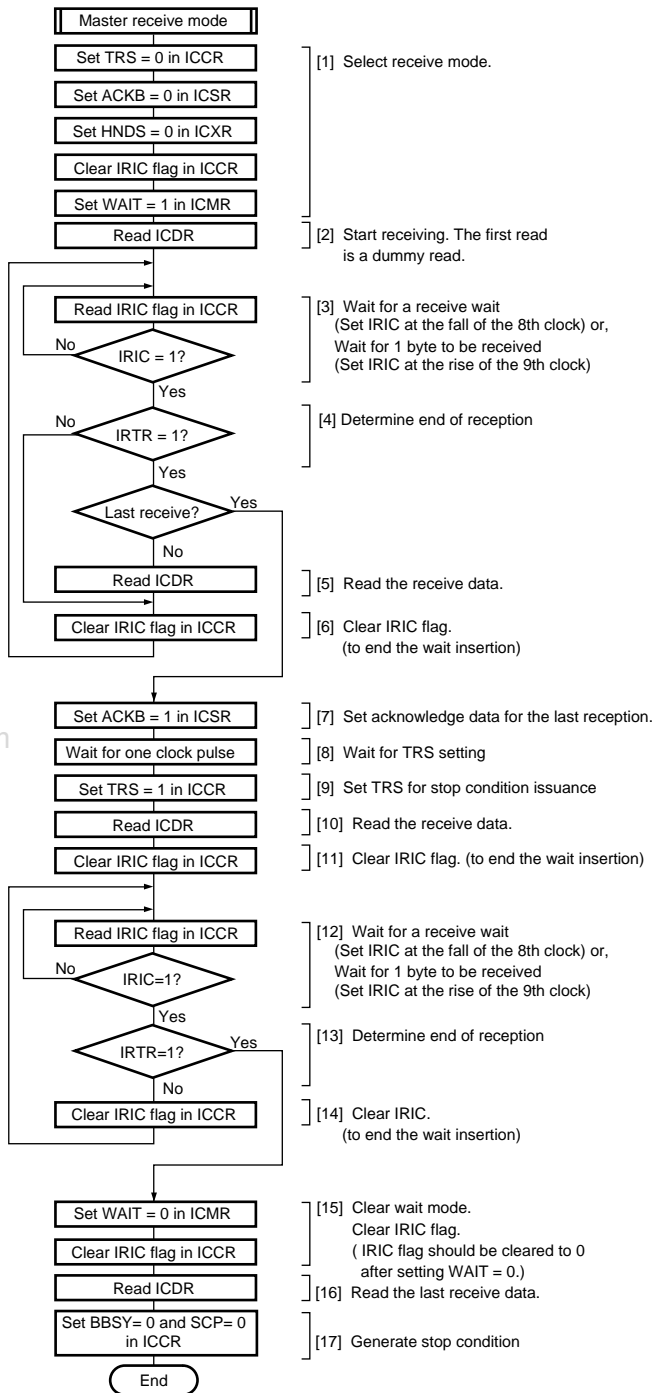 Master receive mode
Set TRS = 0 in ICCR
[1] Select receive mode.
Set ACKB = 0 in ICSR
Set HNDS = 0 in ICXR
Clear IRIC flag in ICCR
Set WAIT = 1 in ICMR
Read ICDR
[2] Start receiving. The first read
is a dummy read.
Read IRIC flag in ICCR
[3] Wait for a receive wait
(Set IRIC at the fall of the 8th clock) or,
Wait for 1 byte to be received
(Set IRIC at the rise of the 9th clock)
No
IRIC = 1?
Yes
No
IRTR = 1?
[4] Determine end of reception
Yes
Last receive?
Yes
No
Read ICDR
[5] Read the receive data.
Clear IRIC flag in ICCR
[6] Clear IRIC flag.
(to end the wait insertion)
Set ACKB = 1 in ICSR
[7] Set acknowledge data for the last reception.
Wait for one clock pulse
[8] Wait for TRS setting
Set TRS = 1 in ICCR
[9] Set TRS for stop condition issuance
Read ICDR
[10] Read the receive data.
Clear IRIC flag in ICCR
[11] Clear IRIC flag. (to end the wait insertion)
Read IRIC flag in ICCR
[12] Wait for a receive wait
(Set IRIC at the fall of the 8th clock) or,
Wait for 1 byte to be received
(Set IRIC at the rise of the 9th clock)
No
IRIC=1?
Yes
IRTR=1?
Yes
[13] Determine end of reception
No
Clear IRIC flag in ICCR
[14] Clear IRIC.
(to end the wait insertion)
Set WAIT = 0 in ICMR
[15] Clear wait mode.
Clear IRIC flag.
( IRIC flag should be cleared to 0
after setting WAIT = 0.)
Clear IRIC flag in ICCR
Read ICDR
[16] Read the last receive data.
Set BBSY= 0 and SCP= 0
in ICCR
[17] Generate stop condition
End